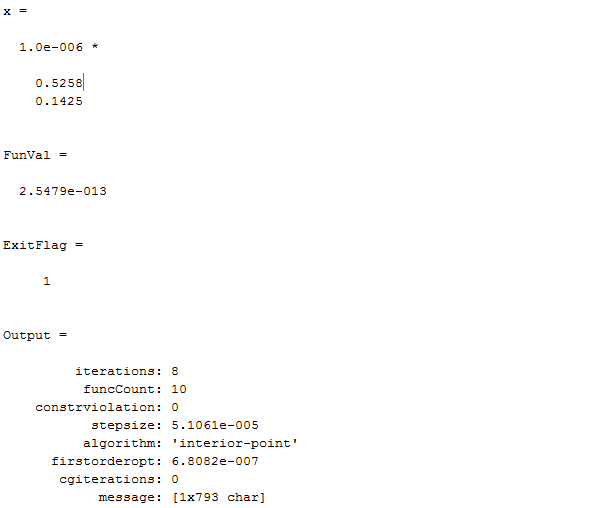 x =
1.0e-006 *
0.5258
0.1425
FunVal =
2.5479e-013
ExitFlag =
1
Output =
iterations: 8
funcCount: 10
constrviolation: 0
stepsize: 5.1061e-005
algorithm: 'interior-point'
firstorderopt: 6.8082e-007
cgiterations: 0
message: [1x793 char]